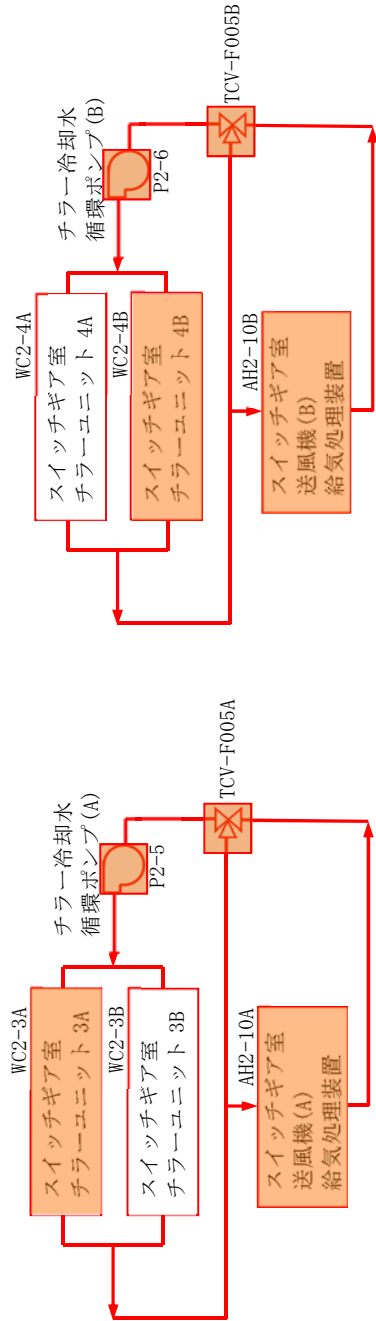 チラー冷却水
循環ポンプ(A)
P2-5
WC2-3A
スイッチギア室
チラーユニット 3A
WC2-3B
スイッチギア室
チラーユニット 3B
TCV-F005A
AH2-10A
スイッチギア室
送風機(A)
給気処理装置
チラー冷却水
循環ポンプ(B)
P2-6
WC2-4A
スイッチギア室
チラーユニット 4A
WC2-4B
スイッチギア室
チラーユニット 4B
TCV-F005B
AH2-10B
スイッチギア室
送風機(B)
給気処理装置